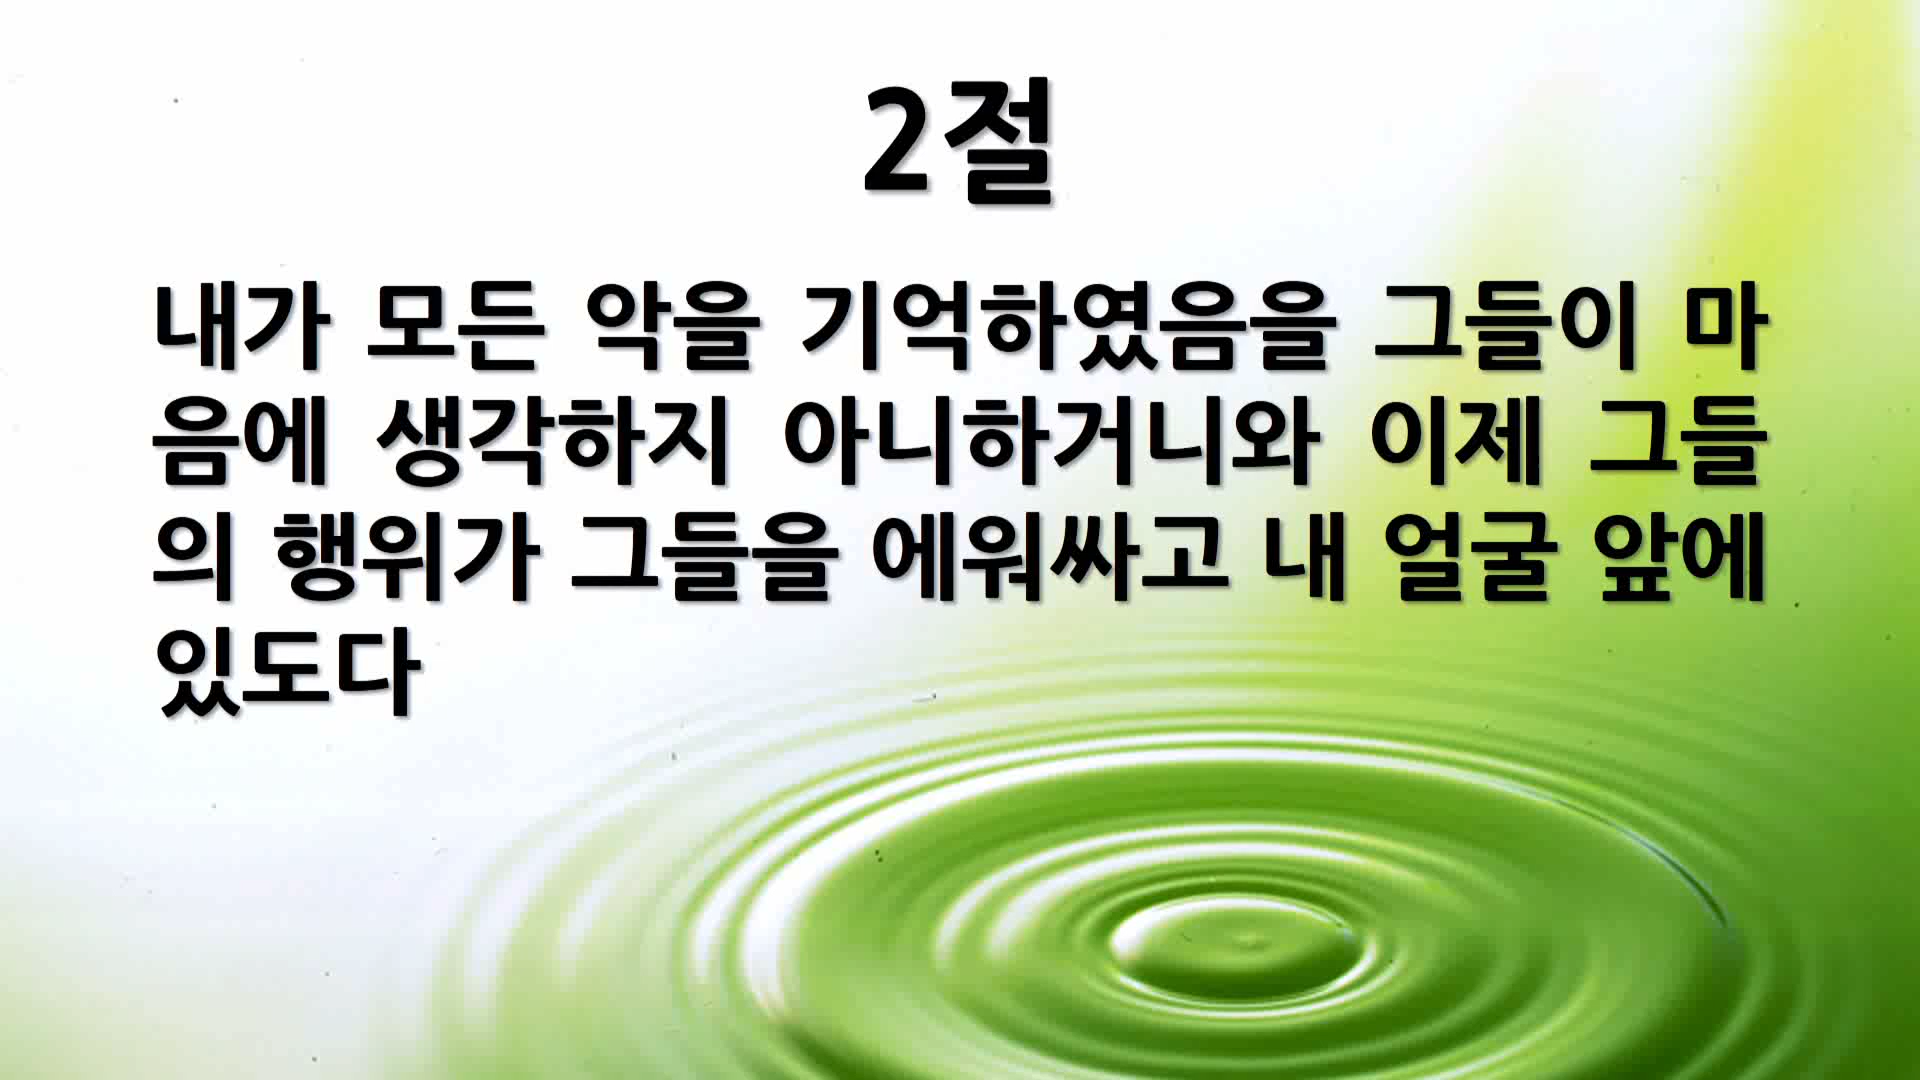 2절
내가 모든 악을 기억하였음을 그들이 마
음에 생각하지 아니하거니와 이제 그들
의 행위가 그들을 에워싸고 내 얼굴 앞에
있도다